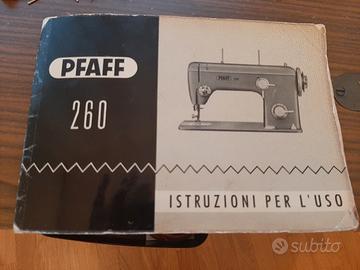 PFAFF
260
PFAFF
ISTRUZIONI PER L'USO
subito